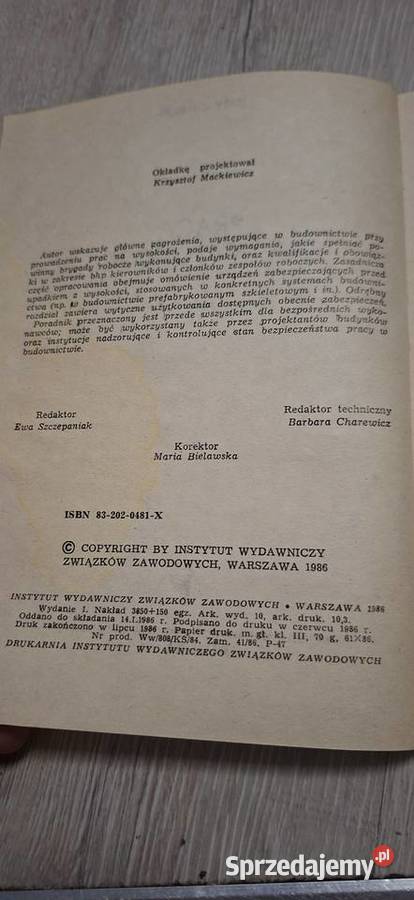 Okładkę projektował
Krzysztof Mackiewicz
Autor wskazuje główne zagrożenia, występujące w budownictwie przy
prowadzeniu prac na wysokości, podaje wymagania, jakie spełniać po-
winny brygady robocze wykonujące budynki, oraz kwalifikacje i obowiąz-
ki w zakresie bhp kierowników i członków zespołów roboczych. Zasadnicza
część opracowania obejmuje omówienie urządzeń zabezpieczających przed
upadkiem z wysokości, stosowanych w konkretnych systemach budowni-
ctwa (np. w budownictwie prefabrykowanym szkieletowym i in.). Odrębny
rozdział zawiera wytyczne użytkowania dostępnych obecnie zabezpieczeń.
Poradnik przeznaczony jest przede wszystkim dla bezpośrednich wyko-
nawców; może być wykorzystany także przez projektantów budynków
oraz instytucje nadzorujące i kontrolujące stan bezpieczeństwa pracy w
budownictwie.
Redaktor
Ewa Szczepaniak
Redaktor techniczny
Barbara Charewicz
Korektor
Maria Bielawska
ISBN 83-202-0481-X
© COPYRIGHT BY INSTYTUT WYDAWNICZY
ZWIĄZKÓW ZAWODOWYCH, WARSZAWA 1986
INSTYTUT WYDAWNICZY ZWIĄZKÓW ZAWODOWYCH • WARSZAWA 1986
Wydanie I. Nakład 3850+150 egz. Ark. wyd. 10, ark. druk. 10,3.
Oddano do składania 14.I.1986 r. Podpisano do druku w czerwcu 1986 r.
Druk zakończono w lipcu 1986 r. Papier druk. m. gł. kl. III, 70 g, 61X86.
Nr prod. Ww/808/KS/84. Zam. 41/86. P-47
DRUKARNIA INSTYTUTU WYDAWNICZEGO ZWIĄZKÓW ZAWODOWYCH
Sprzedajemy.pl